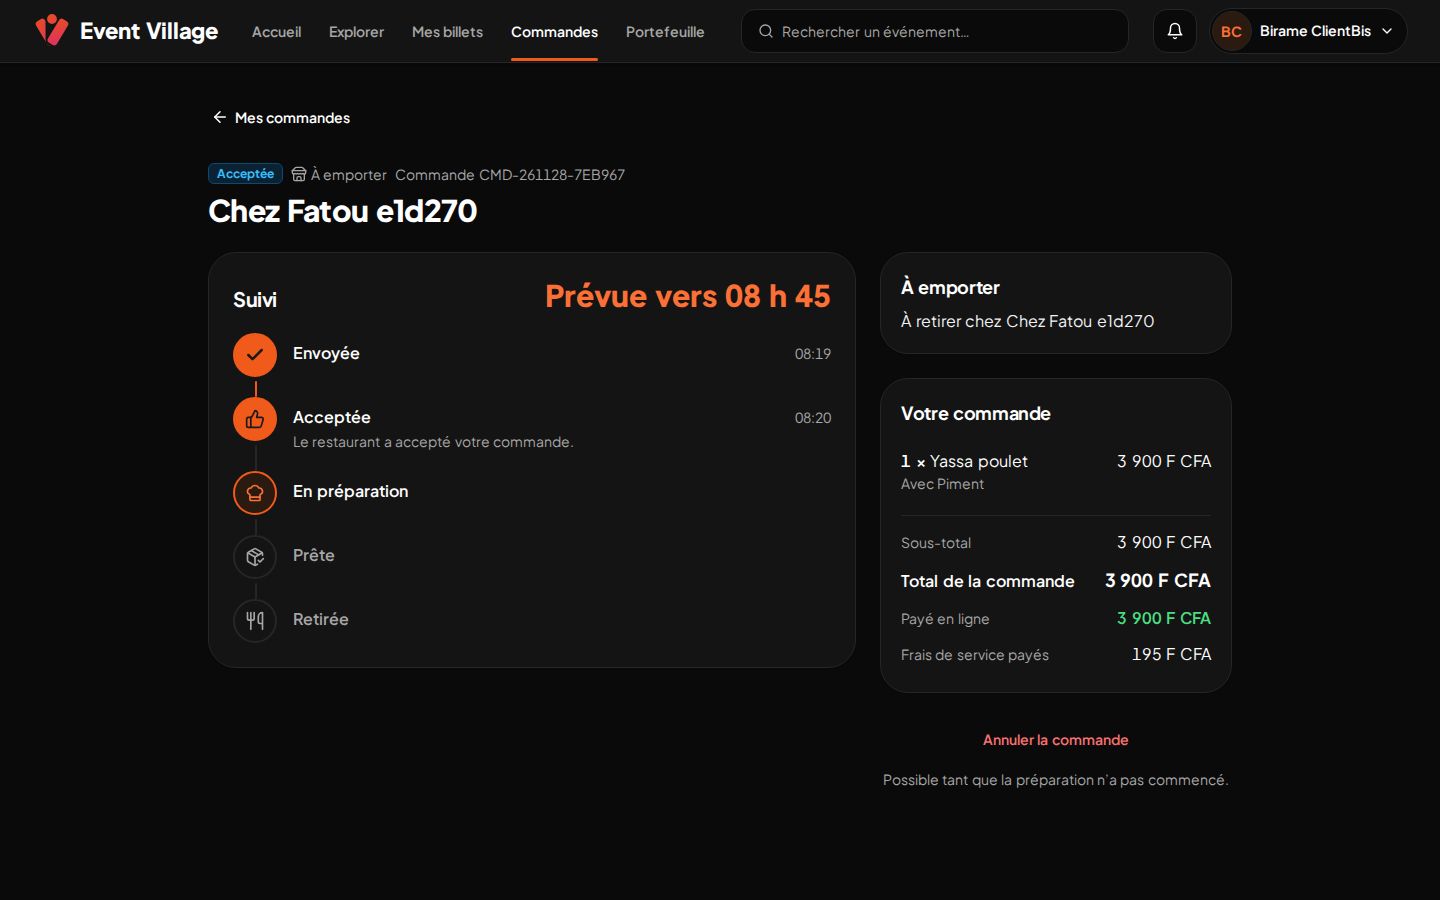 Event Village
Accueil
Explorer
Mes billets
Commandes
Portefeuille
Rechercher un événement...
BC
Birame ClientBis
Mes commandes
Acceptée
À emporter
Commande CMD-261128-7EB967
Chez Fatou e1d270
Suivi
Prévue vers 08 h 45
Envoyée
08:19
Acceptée
08:20
Le restaurant a accepté votre commande.
En préparation
Prête
Retirée
À emporter
À retirer chez Chez Fatou e1d270
Votre commande
1 × Yassa poulet
3 900 F CFA
Avec Piment
Sous-total
3 900 F CFA
Total de la commande
3 900 F CFA
Payé en ligne
3 900 F CFA
Frais de service payés
195 F CFA
Annuler la commande
Possible tant que la préparation n'a pas commencé.